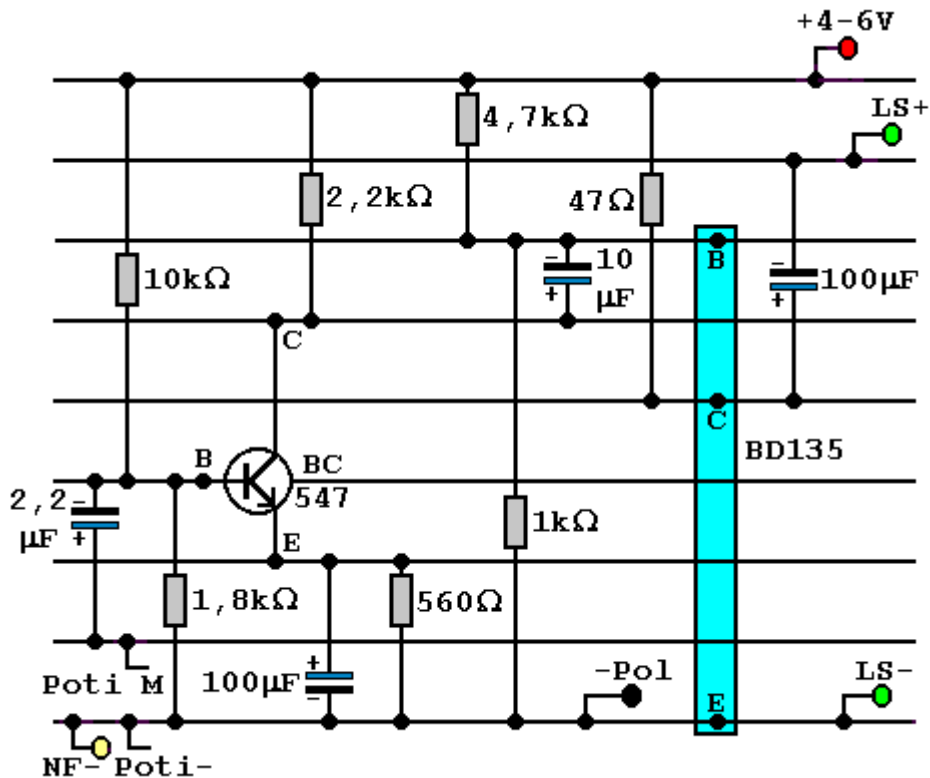 +4-6V
LS+
4,7kΩ
2,2kΩ
47Ω
10kΩ
B
-
10
+
µF
-
100µF
+
C
C
BD135
B
BC
547
2,2-
µF +
1kΩ
E
1,8kΩ
560Ω
Poti M
100µF
+
-
-Pol
LS-
E
NF- Poti-